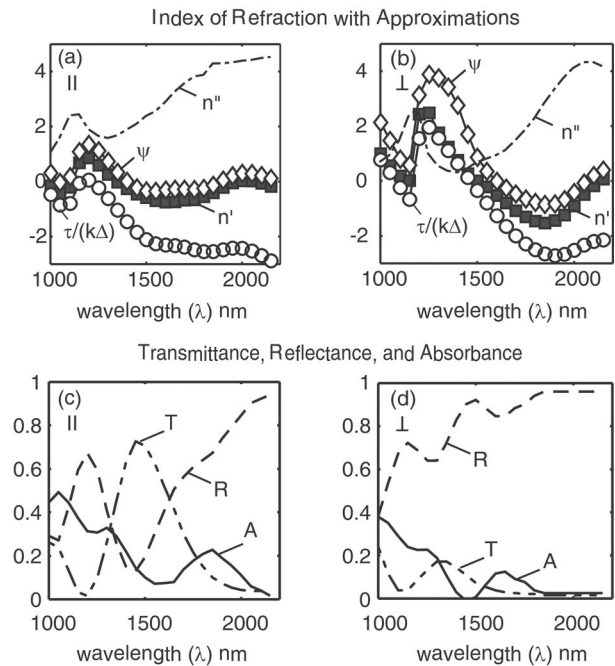 Index of Refraction with Approximations
(a)
||
n"
ψ
n'
τ/(kΔ)
4
2
0
-2
1000 1500 2000
wavelength (λ) nm
(b)
⊥
ψ
n"
n'
τ/(kΔ)
4
2
0
-2
1000 1500 2000
wavelength (λ) nm
Transmittance, Reflectance, and Absorbance
(c)
||
T
R
A
1
0.8
0.6
0.4
0.2
0
1000 1500 2000
wavelength (λ) nm
(d)
⊥
R
T
A
1
0.8
0.6
0.4
0.2
0
1000 1500 2000
wavelength (λ) nm